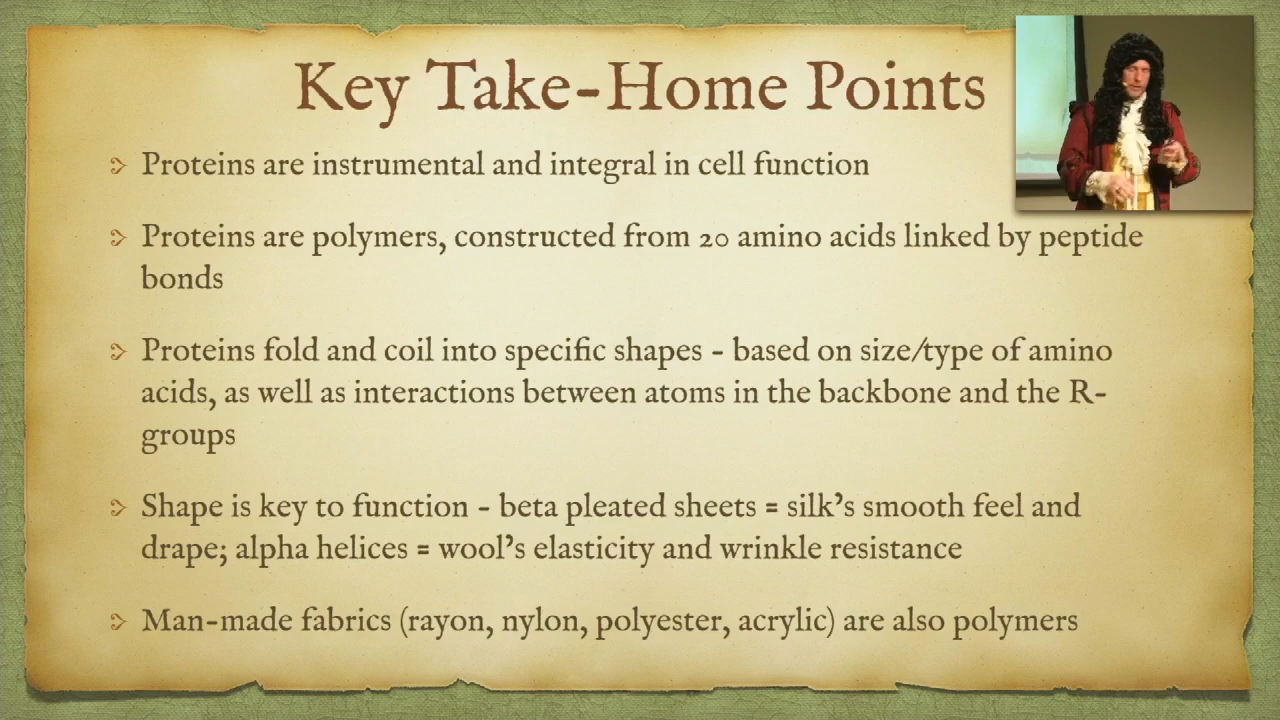 Key Take-Home Points
Proteins are instrumental and integral in cell function
Proteins are polymers, constructed from 20 amino acids linked by peptide
bonds
Proteins fold and coil into specific shapes - based on size/type of amino
acids, as well as interactions between atoms in the backbone and the R-
groups
Shape is key to function - beta pleated sheets = silk's smooth feel and
drape; alpha helices = wool's elasticity and wrinkle resistance
Man-made fabrics (rayon, nylon, polyester, acrylic) are also polymers